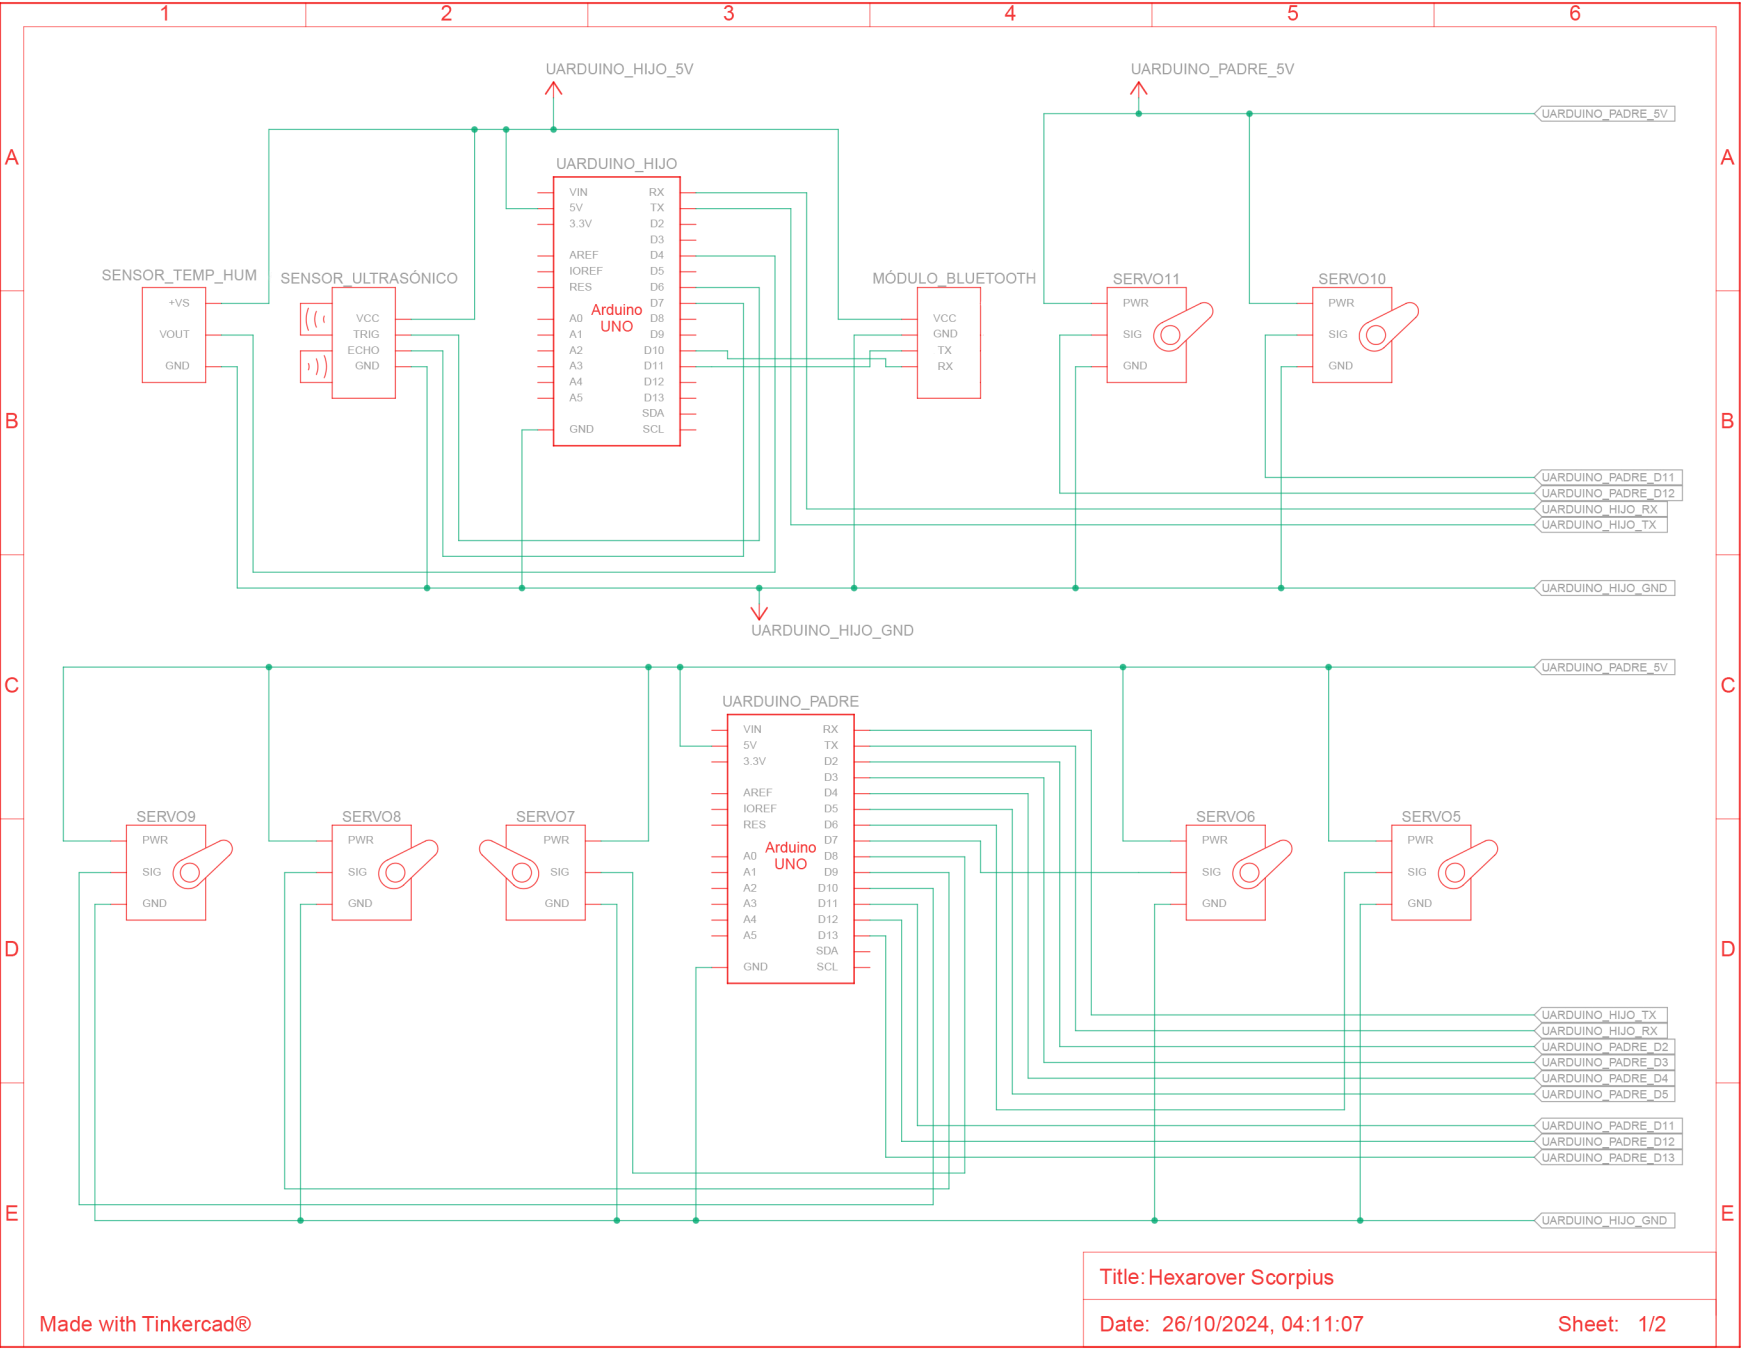 1 2 3 4 5 6
UARDUINO_HIJO_5V
UARDUINO_PADRE_5V
UARDUINO_PADRE_5V
A A
UARDUINO_HIJO
VIN RX
5V TX
3.3V D2
D3
AREF D4
IOREF D5
RES D6
D7
A0 D8
A1 D9
A2 D10
A3 D11
A4 D12
A5 D13
SDA
GND SCL
Arduino
UNO
SENSOR_TEMP_HUM
+VS
VOUT
GND
SENSOR_ULTRASÓNICO
VCC
TRIG
ECHO
GND
MÓDULO_BLUETOOTH
VCC
GND
TX
RX
SERVO11
PWR
SIG
GND
SERVO10
PWR
SIG
GND
B B
UARDUINO_PADRE_D11
UARDUINO_PADRE_D12
UARDUINO_HIJO_RX
UARDUINO_HIJO_TX
UARDUINO_HIJO_GND
UARDUINO_HIJO_GND
C C
UARDUINO_PADRE_5V
UARDUINO_PADRE
VIN RX
5V TX
3.3V D2
D3
AREF D4
IOREF D5
RES D6
D7
A0 D8
A1 D9
A2 D10
A3 D11
A4 D12
A5 D13
SDA
GND SCL
Arduino
UNO
SERVO9
PWR
SIG
GND
SERVO8
PWR
SIG
GND
SERVO7
PWR
SIG
GND
SERVO6
PWR
SIG
GND
SERVO5
PWR
SIG
GND
D D
UARDUINO_HIJO_TX
UARDUINO_HIJO_RX
UARDUINO_PADRE_D2
UARDUINO_PADRE_D3
UARDUINO_PADRE_D4
UARDUINO_PADRE_D5
UARDUINO_PADRE_D11
UARDUINO_PADRE_D12
UARDUINO_PADRE_D13
E E
UARDUINO_HIJO_GND
Title: Hexarover Scorpius
Made with Tinkercad®
Date: 26/10/2024, 04:11:07 Sheet: 1/2